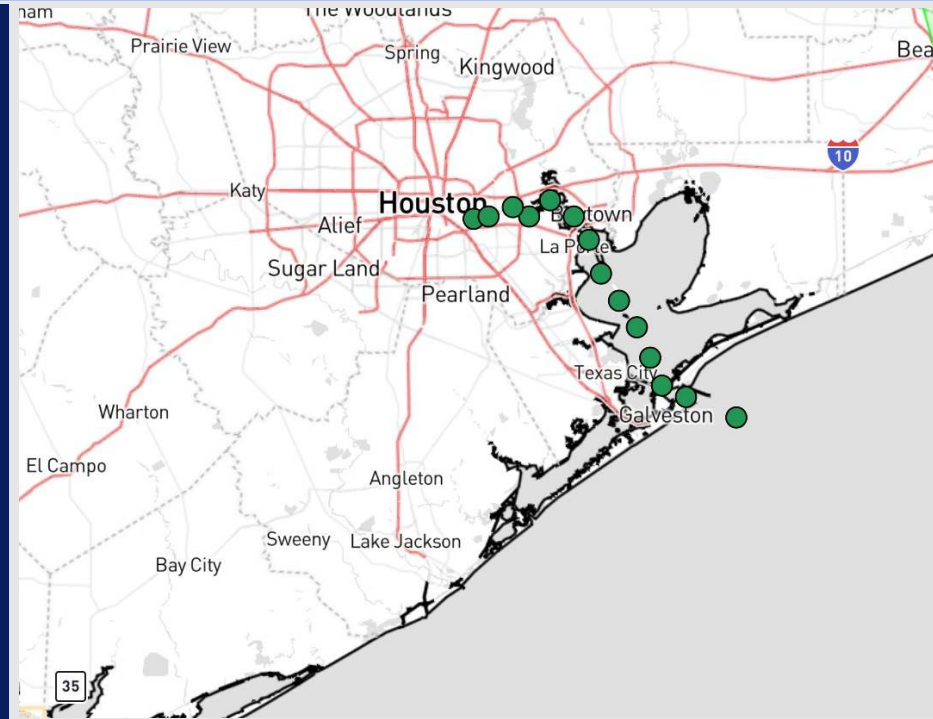 ham
The Woodlands
Prairie View
Spring
Kingwood
Bea
10
Katy
Houston
Alief
Baytown
La Porte
Sugar Land
Pearland
Texas City
Wharton
Galveston
El Campo
Angleton
Sweeny
Lake Jackson
Bay City
35